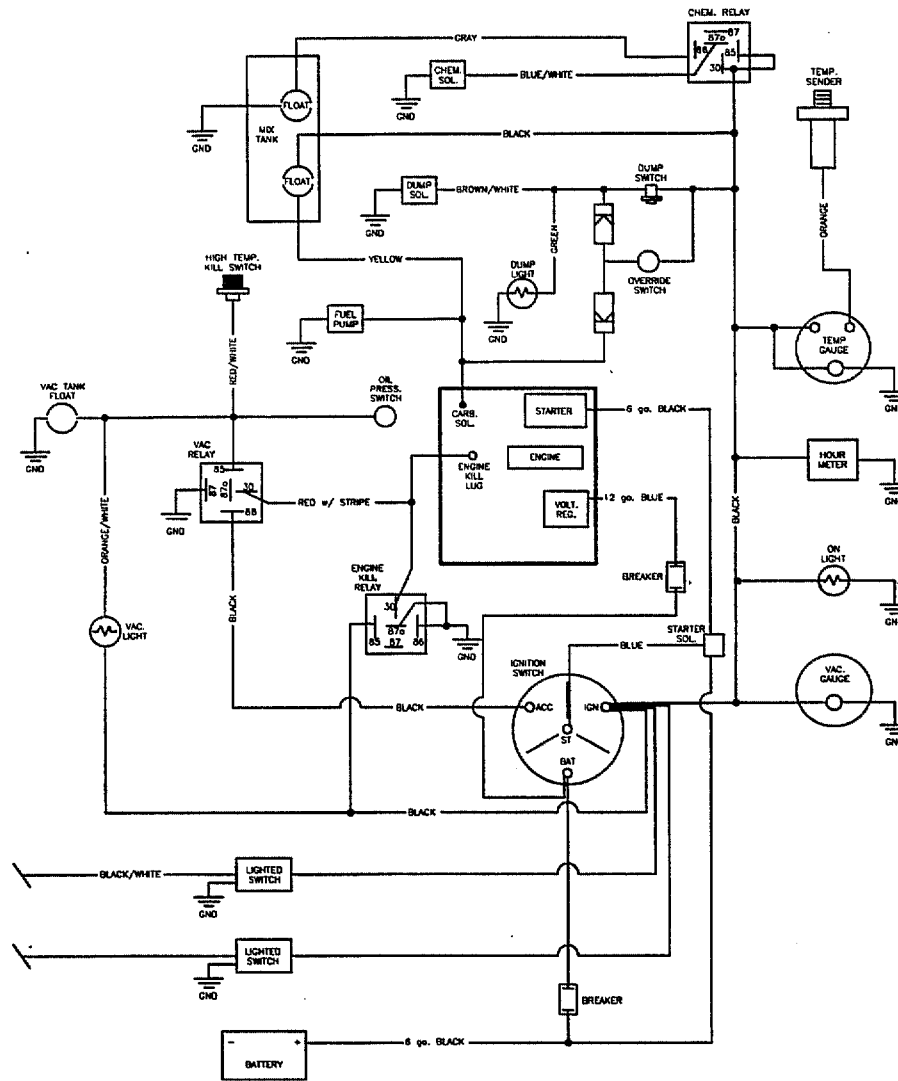 CHEM. RELAY
GRAY
87
87a
86
85
30
CHEM.
SOL.
BLUE/WHITE
TEMP.
SENDER
GND
FLOAT
GND
MIX
TANK
BLACK
FLOAT
DUMP
SOL.
BROWN/WHITE
DUMP
SWITCH
GND
GREEN
ORANGE
YELLOW
HIGH TEMP.
KILL SWITCH
DUMP
LIGHT
OVERRIDE
SWITCH
FUEL
PUMP
GND
GND
TEMP
GAUGE
RED/WHITE
VAC TANK
FLOAT
OIL
PRESS.
SWITCH
GND
CARB.
SOL.
STARTER
6 ga. BLACK
GND
VAC
RELAY
85
87
87a
30
88
ENGINE
KILL
LUG
ENGINE
HOUR
METER
GND
RED w/ STRIPE
VOLT.
REG.
12 ga. BLUE
BLACK
GND
ORANGE/WHITE
BLACK
ENGINE
KILL
RELAY
30
87a
85
87
86
GND
BREAKER
ON
LIGHT
GND
VAC.
LIGHT
STARTER
SOL.
BLUE
IGNITION
SWITCH
VAC.
GAUGE
BLACK
ACC
IGN
ST
BAT
GND
BLACK
BLACK/WHITE
LIGHTED
SWITCH
GND
LIGHTED
SWITCH
GND
BREAKER
- +
BATTERY
6 ga. BLACK